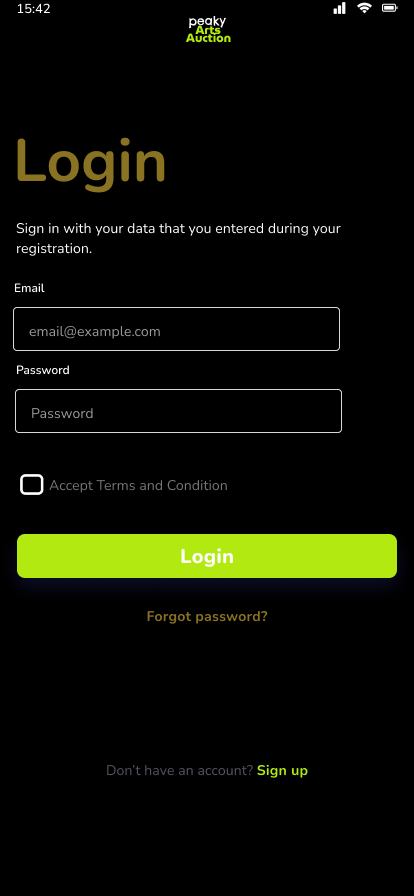 15:42
peaky
Arts
Auction
Login
Sign in with your data that you entered during your
registration.
Email
email@example.com
Password
Password
Accept Terms and Condition
Login
Forgot password?
Don't have an account? Sign up